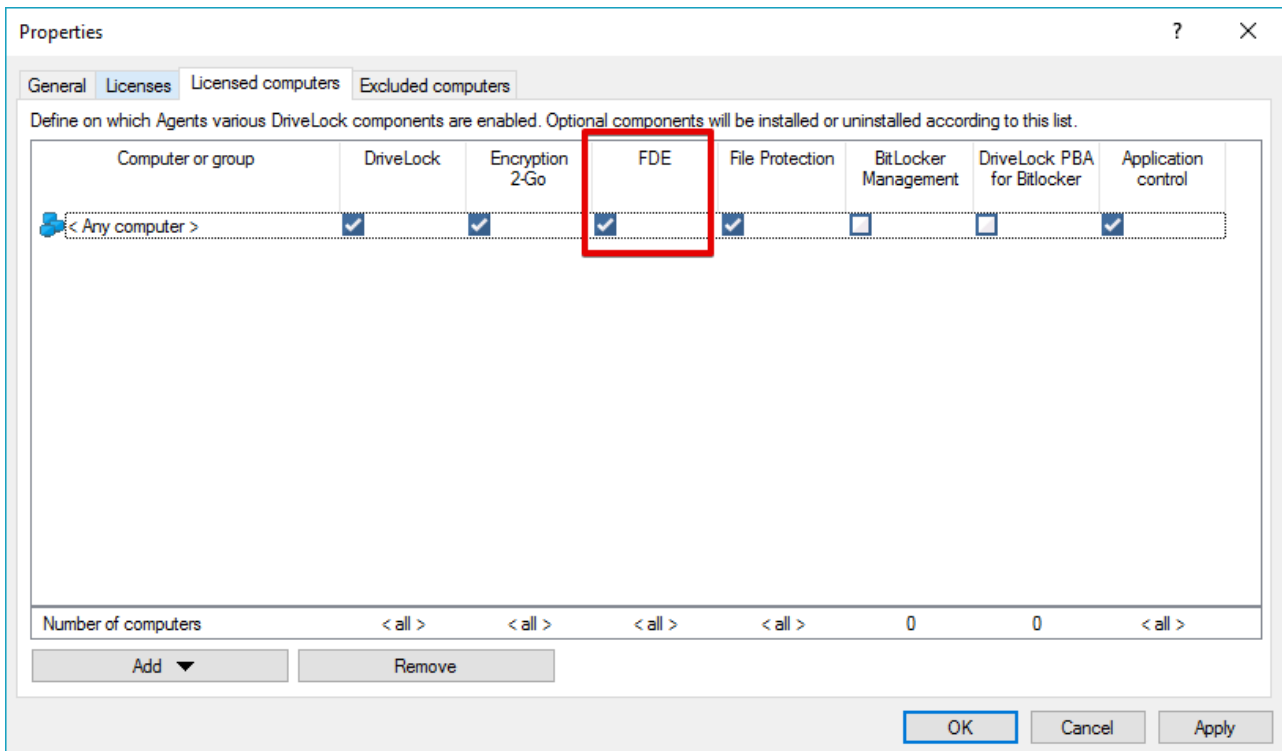 Properties
?
General Licenses Licensed computers Excluded computers
Define on which Agents various DriveLock components are enabled. Optional components will be installed or uninstalled according to this list.
Computer or group DriveLock Encryption 2-Go FDE File Protection BitLocker Management DriveLock PBA for Bitlocker Application control
< Any computer >
Number of computers < all > < all > < all > < all > 0 0 < all >
Add Remove
OK Cancel Apply